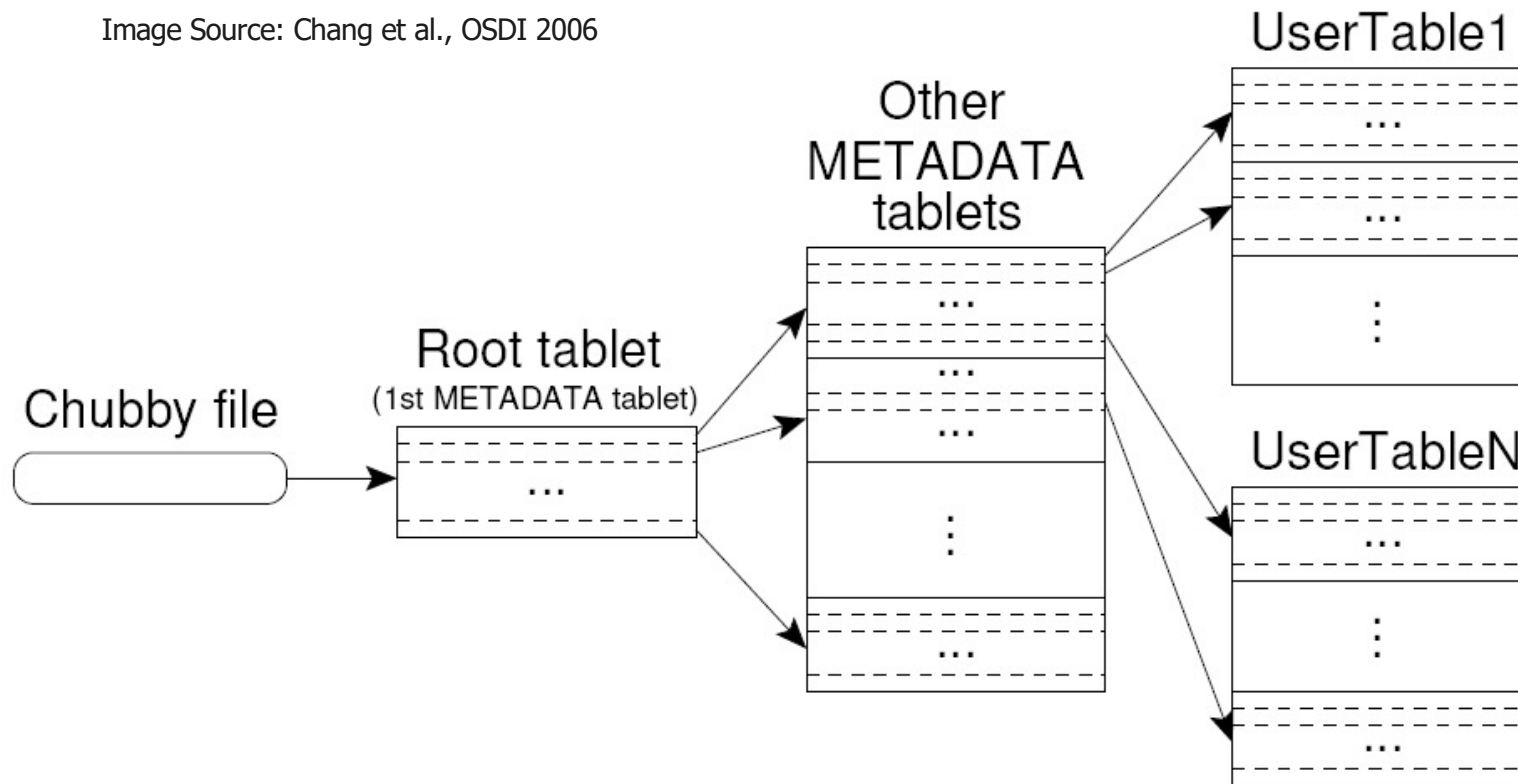 Image Source: Chang et al., OSDI 2006
UserTable1
Other
METADATA
tablets
...
...
⋮
...
...
...
⋮
...
Root tablet
(1st METADATA tablet)
...
Chubby file
UserTableN
...
⋮
...